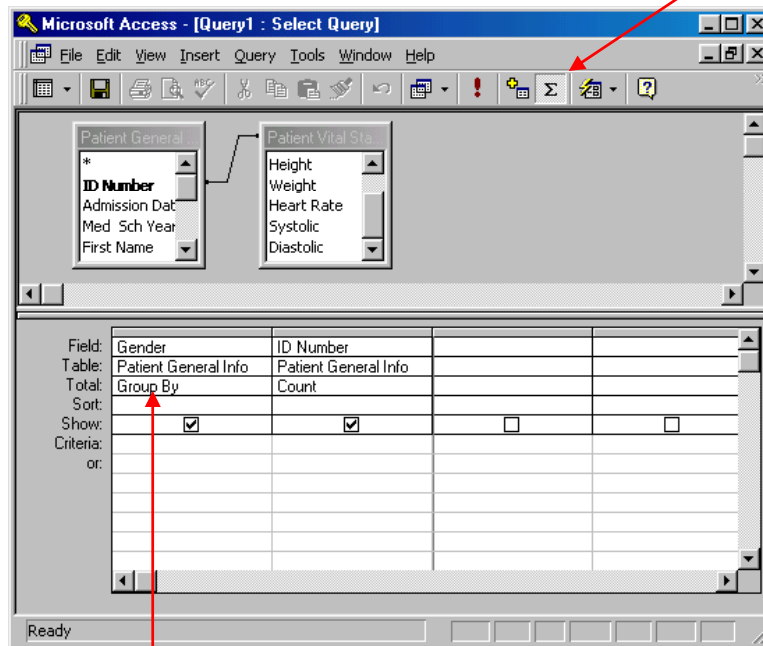 Microsoft Access - [Query1 : Select Query]
File Edit View Insert Query Tools Window Help
ABC
Σ
Patient General ...
Patient Vital Sta...
*
ID Number
Admission Dat
Med Sch Year
First Name
Height
Weight
Heart Rate
Systolic
Diastolic
Field: Gender ID Number
Table: Patient General Info Patient General Info
Total: Group By Count
Sort:
Show:
Criteria:
or:
Ready